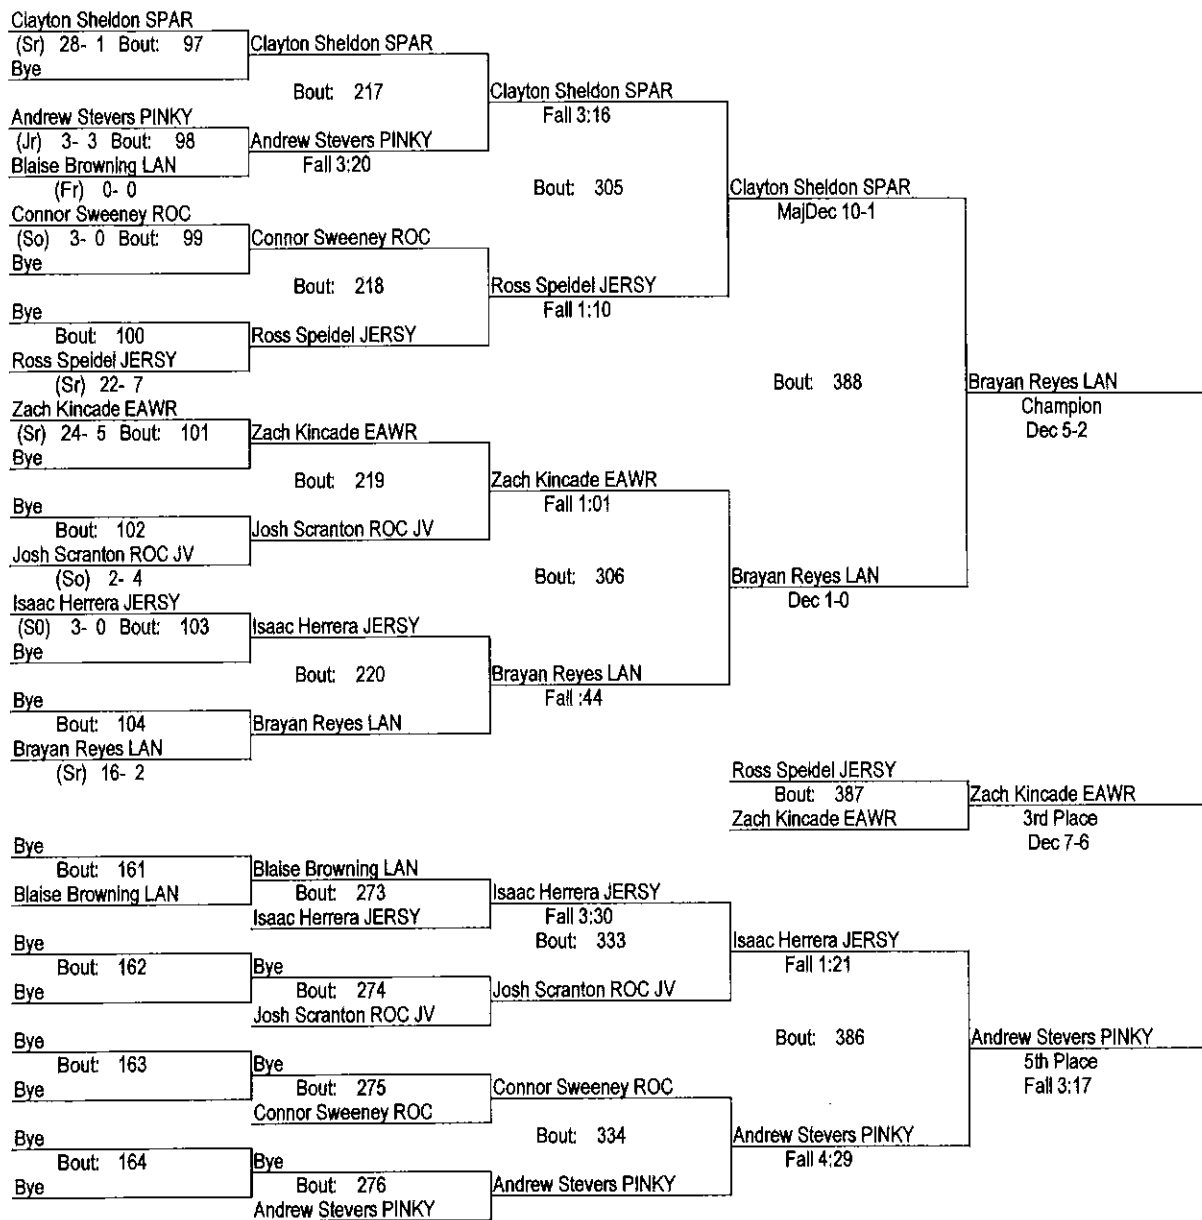 Clayton Sheldon SPAR
(Sr) 28- 1 Bout: 97
Bye
Clayton Sheldon SPAR
Bout: 217
Clayton Sheldon SPAR
Fall 3:16
Andrew Stevers PINKY
(Jr) 3- 3 Bout: 98
Blaise Browning LAN
(Fr) 0- 0
Andrew Stevers PINKY
Fall 3:20
Bout: 305
Clayton Sheldon SPAR
MajDec 10-1
Connor Sweeney ROC
(So) 3- 0 Bout: 99
Bye
Connor Sweeney ROC
Bout: 218
Ross Speidel JERSY
Fall 1:10
Bye
Bout: 100
Ross Speidel JERSY
(Sr) 22- 7
Ross Speidel JERSY
Bout: 388
Brayan Reyes LAN
Champion
Dec 5-2
Zach Kincade EAWR
(Sr) 24- 5 Bout: 101
Bye
Zach Kincade EAWR
Bout: 219
Zach Kincade EAWR
Fall 1:01
Bye
Bout: 102
Josh Scranton ROC JV
(So) 2- 4
Josh Scranton ROC JV
Bout: 306
Brayan Reyes LAN
Dec 1-0
Isaac Herrera JERSY
(S0) 3- 0 Bout: 103
Bye
Isaac Herrera JERSY
Bout: 220
Brayan Reyes LAN
Fall :44
Bye
Bout: 104
Brayan Reyes LAN
(Sr) 16- 2
Brayan Reyes LAN
Ross Speidel JERSY
Bout: 387
Zach Kincade EAWR
Zach Kincade EAWR
3rd Place
Dec 7-6
Bye
Bout: 161
Blaise Browning LAN
Blaise Browning LAN
Bout: 273
Isaac Herrera JERSY
Isaac Herrera JERSY
Fall 3:30
Bout: 333
Isaac Herrera JERSY
Fall 1:21
Bye
Bout: 162
Bye
Bye
Bout: 274
Josh Scranton ROC JV
Josh Scranton ROC JV
Bout: 386
Andrew Stevers PINKY
5th Place
Fall 3:17
Bye
Bout: 163
Bye
Bye
Bout: 275
Connor Sweeney ROC
Connor Sweeney ROC
Bout: 334
Andrew Stevers PINKY
Fall 4:29
Bye
Bout: 164
Bye
Bye
Bout: 276
Andrew Stevers PINKY
Andrew Stevers PINKY